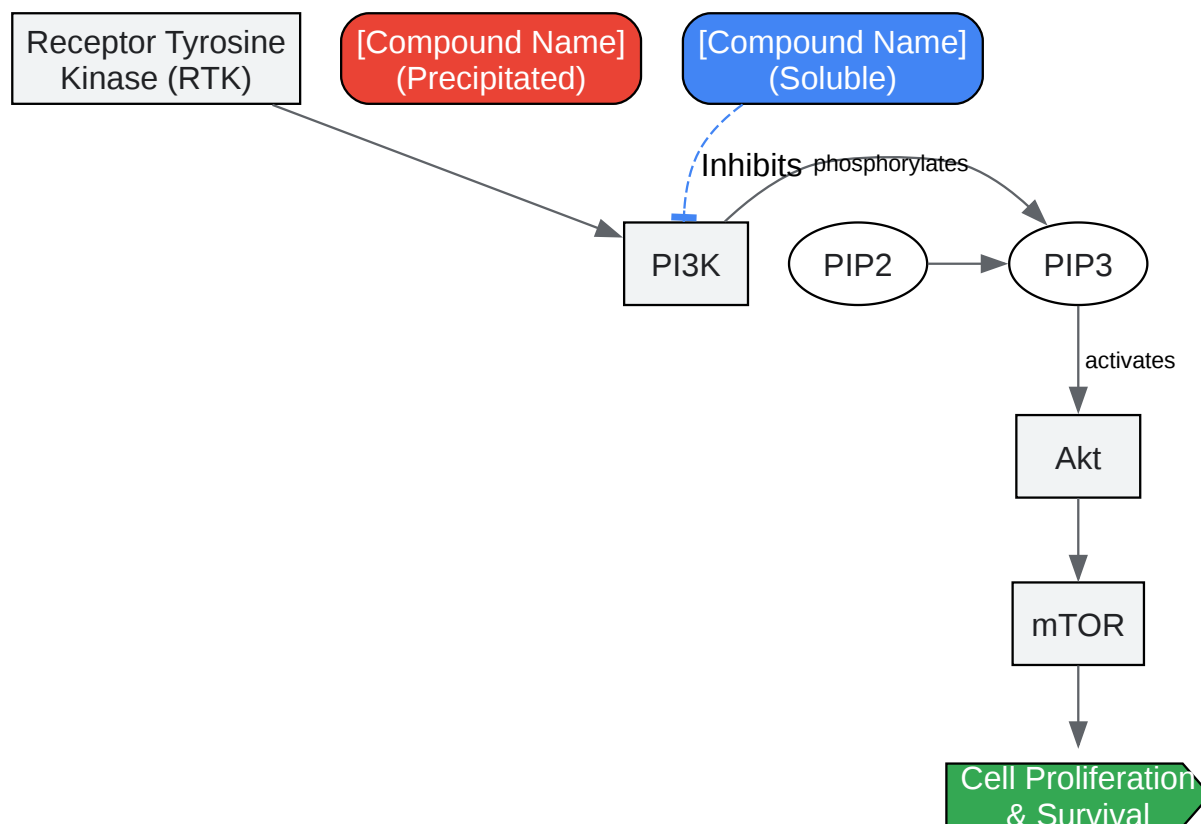 Receptor Tyrosine
Kinase (RTK)
[Compound Name]
(Precipitated)
[Compound Name]
(Soluble)
Inhibits
phosphorylates
PI3K
PIP2
PIP3
activates
Akt
mTOR
Cell Proliferation
& Survival